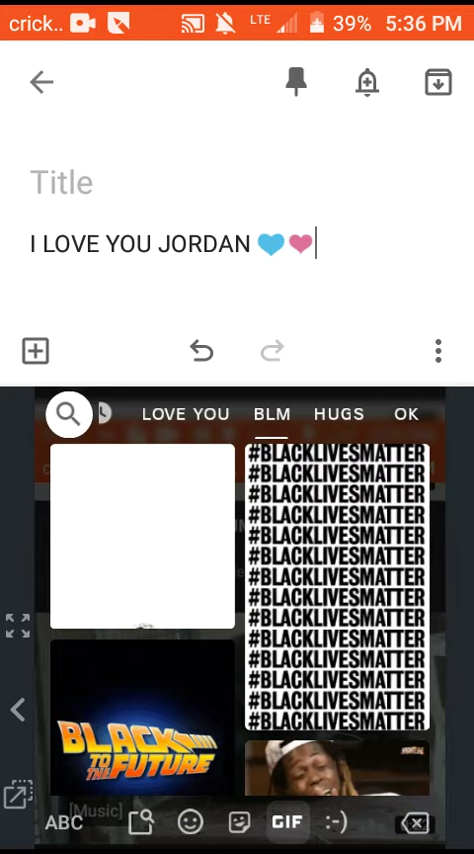 crick.. LTE 39% 5:36 PM
Title
I LOVE YOU JORDAN 💙💗
LOVE YOU BLM HUGS OK
#BLACKLIVESMATTER
#BLACKLIVESMATTER
#BLACKLIVESMATTER
#BLACKLIVESMATTER
#BLACKLIVESMATTER
#BLACKLIVESMATTER
#BLACKLIVESMATTER
#BLACKLIVESMATTER
#BLACKLIVESMATTER
#BLACKLIVESMATTER
#BLACKLIVESMATTER
#BLACKLIVESMATTER
#BLACKLIVESMATTER
#BLACKLIVESMATTER
BLACK
TO THE FUTURE
[Music]
ABC GIF :-)